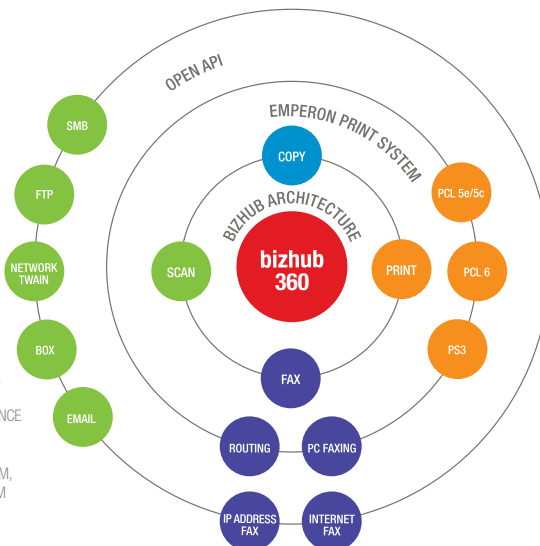 OPEN API
EMPERON PRINT SYSTEM
BIZHUB ARCHITECTURE
bizhub
360
COPY
SCAN
PRINT
FAX
SMB
FTP
NETWORK
TWAIN
BOX
EMAIL
PCL 5e/5c
PCL 6
PS3
ROUTING
PC FAXING
IP ADDRESS
FAX
INTERNET
FAX
NCE
M,
M